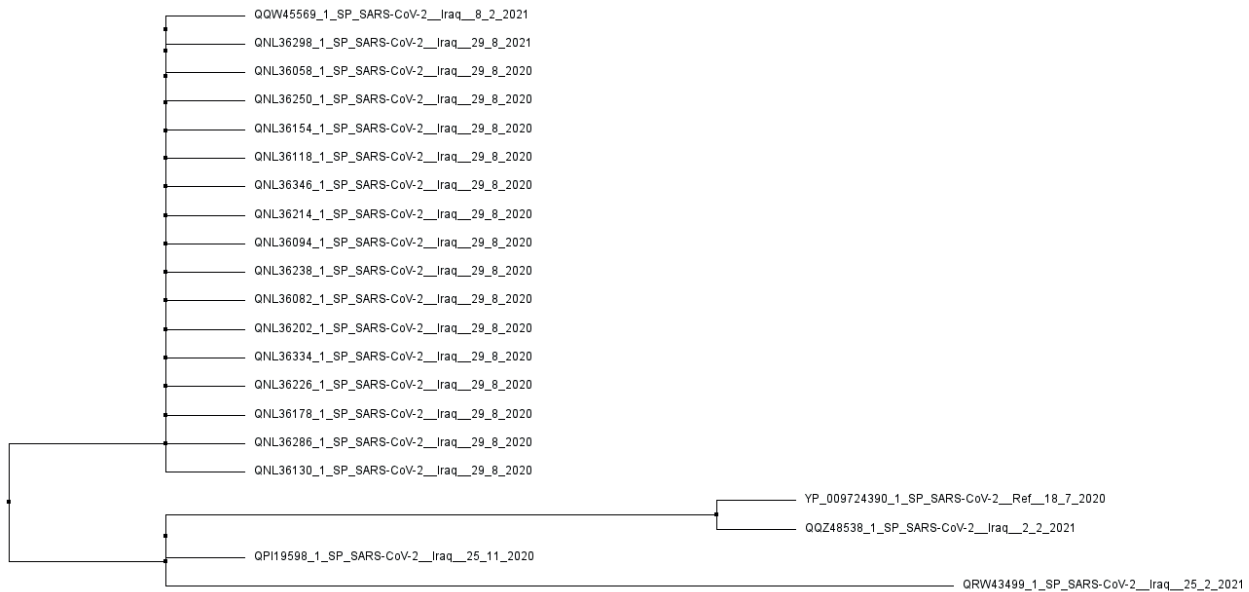 QQW45569_1_SP_SARS-CoV-2__Iraq__8_2_2021
QNL36298_1_SP_SARS-CoV-2__Iraq__29_8_2021
QNL36058_1_SP_SARS-CoV-2__Iraq__29_8_2020
QNL36250_1_SP_SARS-CoV-2__Iraq__29_8_2020
QNL36154_1_SP_SARS-CoV-2__Iraq__29_8_2020
QNL36118_1_SP_SARS-CoV-2__Iraq__29_8_2020
QNL36346_1_SP_SARS-CoV-2__Iraq__29_8_2020
QNL36214_1_SP_SARS-CoV-2__Iraq__29_8_2020
QNL36094_1_SP_SARS-CoV-2__Iraq__29_8_2020
QNL36238_1_SP_SARS-CoV-2__Iraq__29_8_2020
QNL36082_1_SP_SARS-CoV-2__Iraq__29_8_2020
QNL36202_1_SP_SARS-CoV-2__Iraq__29_8_2020
QNL36334_1_SP_SARS-CoV-2__Iraq__29_8_2020
QNL36226_1_SP_SARS-CoV-2__Iraq__29_8_2020
QNL36178_1_SP_SARS-CoV-2__Iraq__29_8_2020
QNL36286_1_SP_SARS-CoV-2__Iraq__29_8_2020
QNL36130_1_SP_SARS-CoV-2__Iraq__29_8_2020
YP_009724390_1_SP_SARS-CoV-2__Ref__18_7_2020
QQZ48538_1_SP_SARS-CoV-2__Iraq__2_2_2021
QPI19598_1_SP_SARS-CoV-2__Iraq__25_11_2020
QRW43499_1_SP_SARS-CoV-2__Iraq__25_2_2021